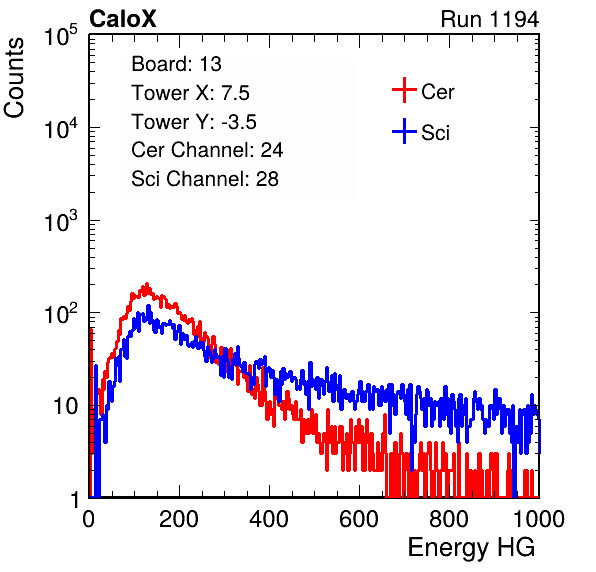 CaloX Run 1194
Counts
10^5
10^4
10^3
10^2
10
1
Board: 13
Tower X: 7.5
Tower Y: -3.5
Cer Channel: 24
Sci Channel: 28
Cer
Sci
0 200 400 600 800 1000
Energy HG